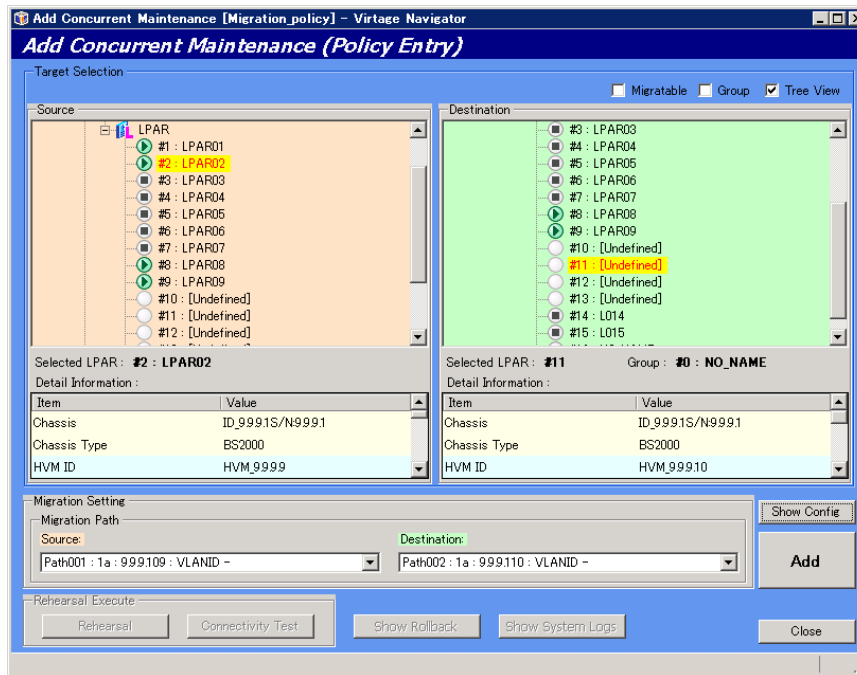 Add Concurrent Maintenance [Migration_policy] - Virtage Navigator
Add Concurrent Maintenance (Policy Entry)
Target Selection
Migratable Group Tree View
Source
LPAR
#1 : LPAR01
#2 : LPAR02
#3 : LPAR03
#4 : LPAR04
#5 : LPAR05
#6 : LPAR06
#7 : LPAR07
#8 : LPAR08
#9 : LPAR09
#10 : [Undefined]
#11 : [Undefined]
#12 : [Undefined]
Selected LPAR : #2 : LPAR02
Detail Information :
Item Value
Chassis ID_9.9.9.1S/N:9.9.9.1
Chassis Type BS2000
HVM ID HVM_9.9.9.9
Destination
#3 : LPAR03
#4 : LPAR04
#5 : LPAR05
#6 : LPAR06
#7 : LPAR07
#8 : LPAR08
#9 : LPAR09
#10 : [Undefined]
#11 : [Undefined]
#12 : [Undefined]
#13 : [Undefined]
#14 : L014
#15 : L015
Selected LPAR : #11 Group : #0 : NO_NAME
Detail Information :
Item Value
Chassis ID_9.9.9.1S/N:9.9.9.1
Chassis Type BS2000
HVM ID HVM_9.9.9.10
Migration Setting
Migration Path
Source: Destination:
Path001 : 1a : 9.9.9.109 : VLANID - Path002 : 1a : 9.9.9.110 : VLANID -
Show Config
Add
Rehearsal Execute
Rehearsal Connectivity Test Show Rollback Show System Logs Close